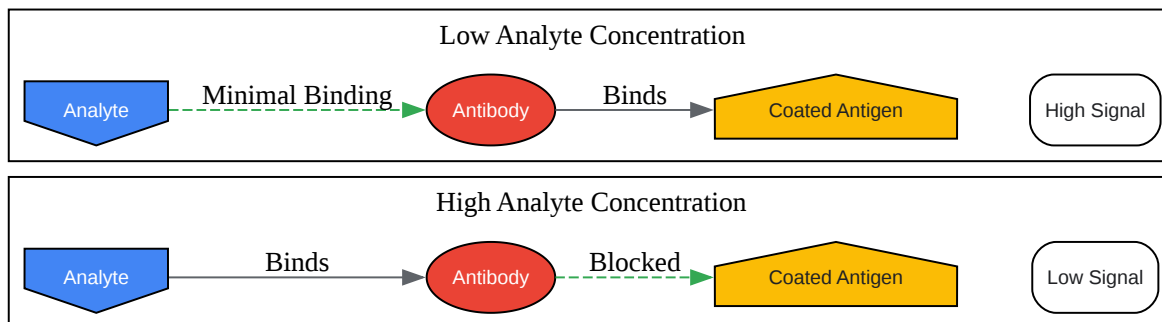 Low Analyte Concentration
Analyte
Minimal Binding
Antibody
Binds
Coated Antigen
High Signal
High Analyte Concentration
Analyte
Binds
Antibody
Blocked
Coated Antigen
Low Signal